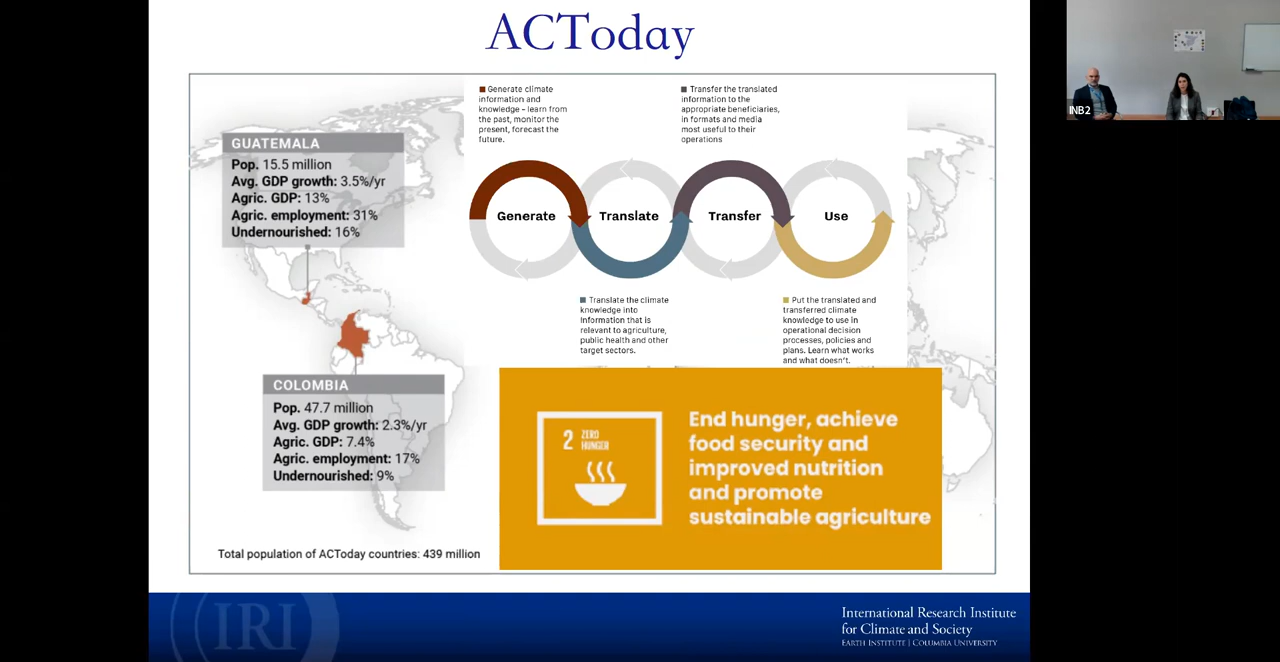 ACToday
GUATEMALA
Pop. 15.5 million
Avg. GDP growth: 3.5%/yr
Agric. GDP: 13%
Agric. employment: 31%
Undernourished: 16%
COLOMBIA
Pop. 47.7 million
Avg. GDP growth: 2.3%/yr
Agric. GDP: 7.4%
Agric. employment: 17%
Undernourished: 9%
Total population of ACToday countries: 439 million
Generate climate
information and
knowledge – learn from
the past, monitor the
present, forecast the
future.
Transfer the translated
information to the
appropriate beneficiaries,
in formats and media
most useful to their
operations
Generate
Translate
Transfer
Use
Translate the climate
knowledge into
information that is
relevant to agriculture,
public health and other
target sectors.
Put the translated and
transferred climate
knowledge to use in
operational decision
processes, policies and
plans. Learn what works
and what doesn't.
2 ZERO
HUNGER
End hunger, achieve
food security and
improved nutrition
and promote
sustainable agriculture
IRI
International Research Institute
for Climate and Society
EARTH INSTITUTE | COLUMBIA UNIVERSITY
INB2